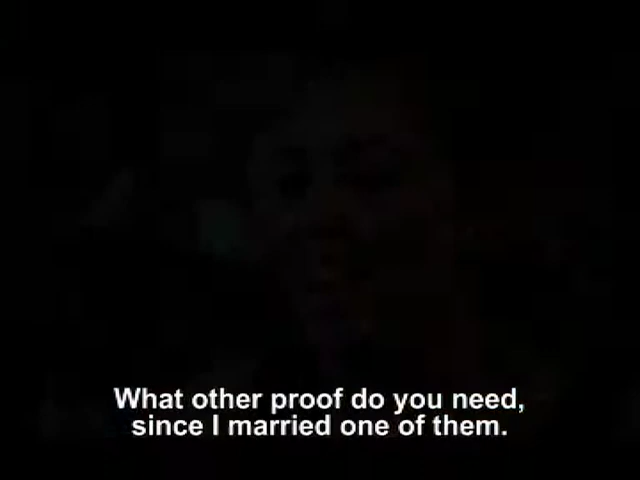 What other proof do you need,
since I married one of them.